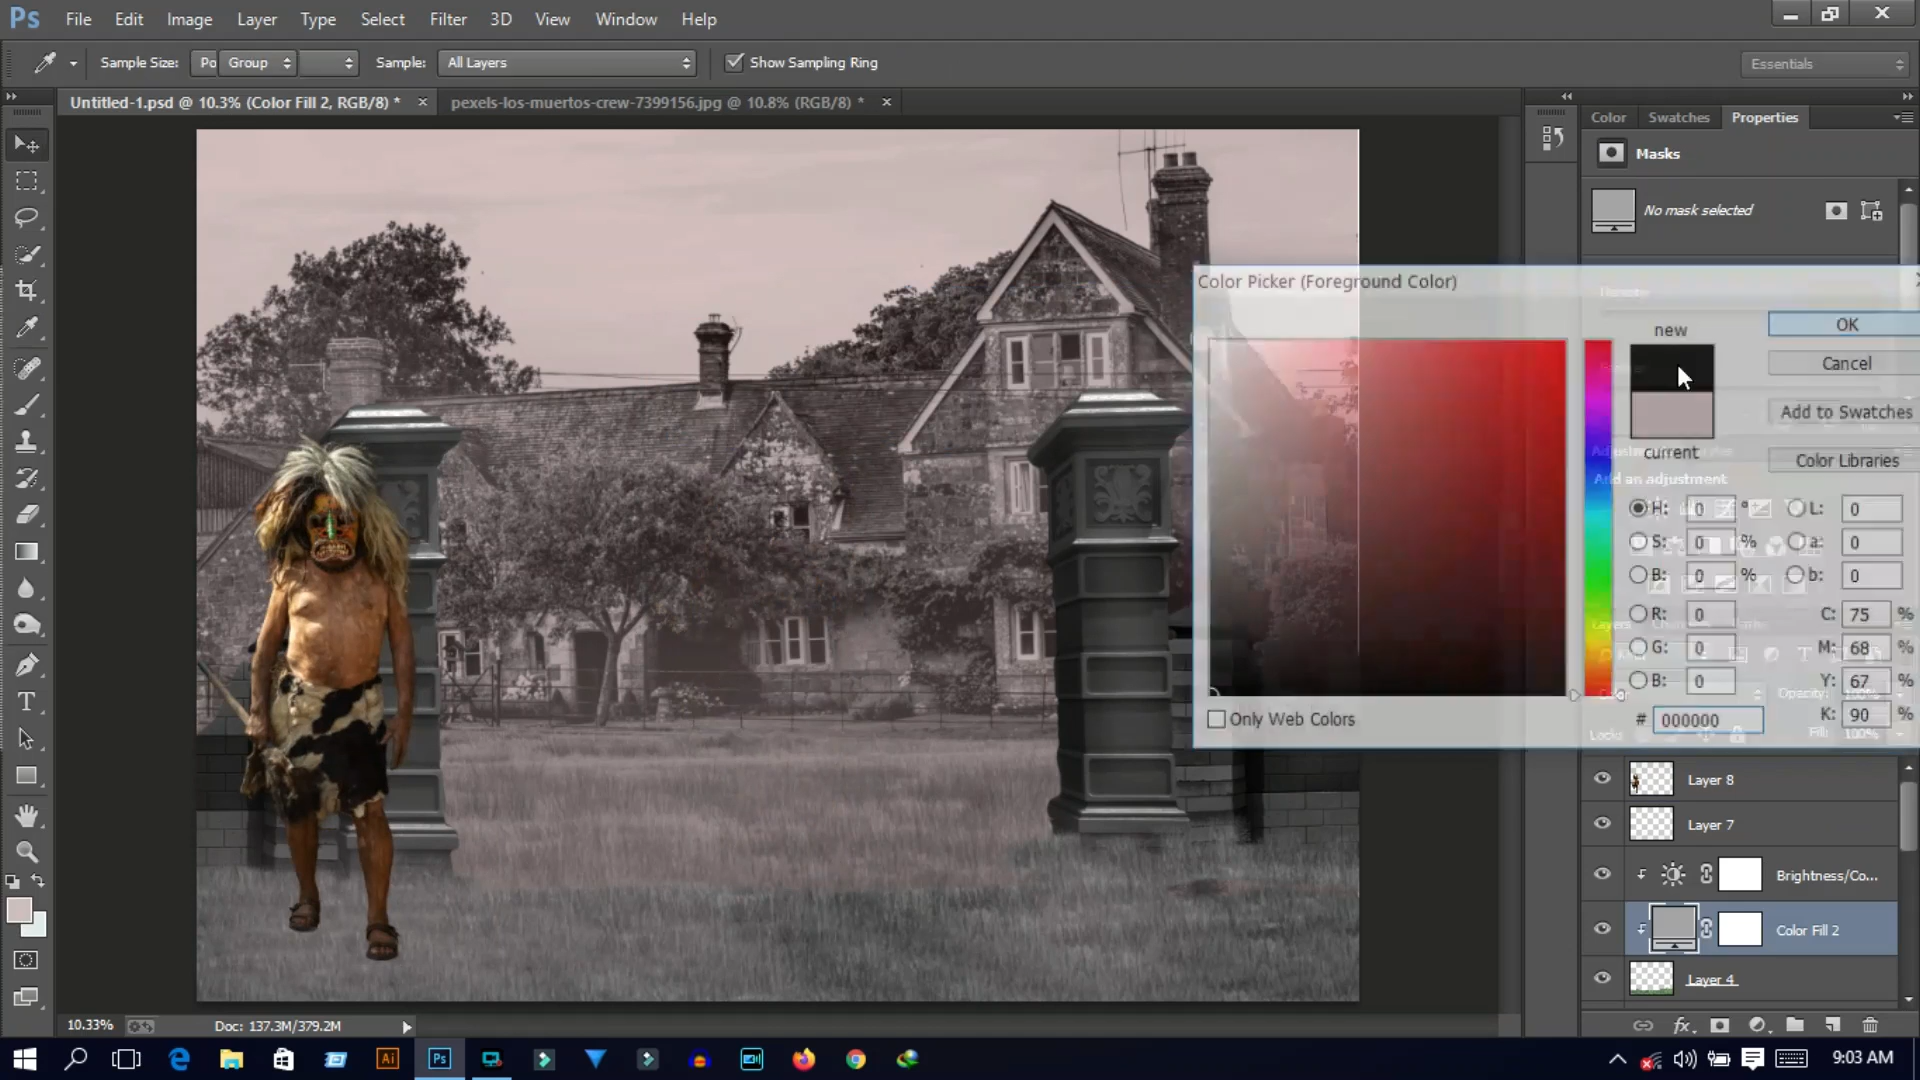 Ps File Edit Image Layer Type Select Filter 3D View Window Help
Sample Size: Po Group Sample: All Layers Show Sampling Ring Essentials
Untitled-1.psd @ 10.3% (Color Fill 2, RGB/8) * × pexels-los-muertos-crew-7399156.jpg @ 10.8% (RGB/8) * ×
Color Swatches Properties
Masks
No mask selected
Color Picker (Foreground Color)
new
OK
Cancel
Add to Swatches
current
Color Libraries
Add an adjustment
H: 0 ° L: 0
S: 0 % a: 0
B: 0 % b: 0
R: 0 C: 75 %
G: 0 M: 68 %
B: 0 Y: 67 %
Opacity: 100%
# 000000 K: 90 %
Only Web Colors
Fill: 100%
Layer 8
Layer 7
Brightness/Co...
Color Fill 2
Layer 4
10.33% Doc: 137.3M/379.2M
fx
Ai Ps 9:03 AM